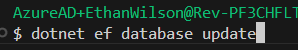 AzureAD+EthanWilson@Rev-PF3CHFLT
$ dotnet ef database update